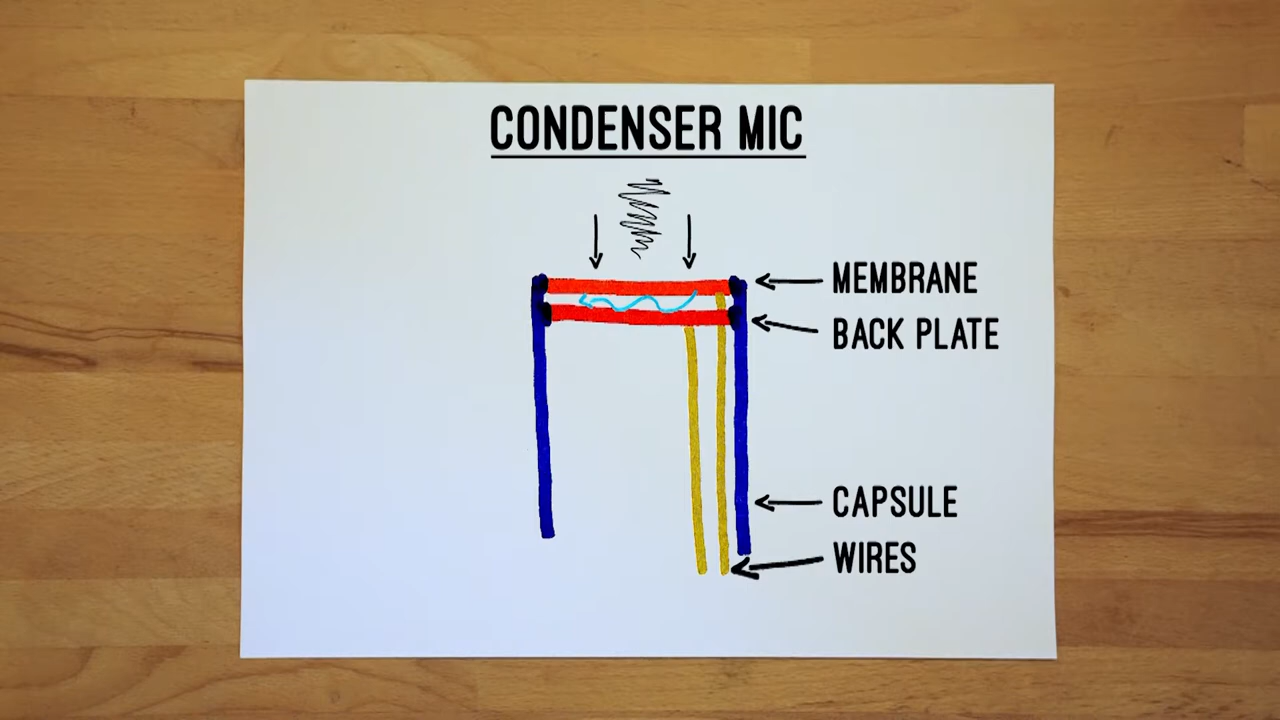 CONDENSER MIC
MEMBRANE
BACK PLATE
CAPSULE
WIRES